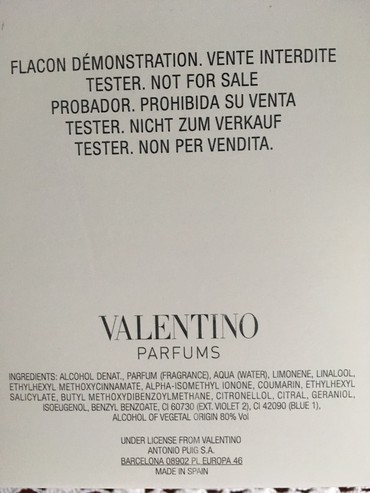 FLACON DÉMONSTRATION. VENTE INTERDITE
TESTER. NOT FOR SALE
PROBADOR. PROHIBIDA SU VENTA
TESTER. NICHT ZUM VERKAUF
TESTER. NON PER VENDITA.
VALENTINO
PARFUMS
INGREDIENTS: ALCOHOL DENAT., PARFUM (FRAGRANCE), AQUA (WATER), LIMONENE, LINALOOL,
ETHYLHEXYL METHOXYCINNAMATE, ALPHA-ISOMETHYL IONONE, COUMARIN, ETHYLHEXYL
SALICYLATE, BUTYL METHOXYDIBENZOYLMETHANE, CITRONELLOL, CITRAL, GERANIOL,
ISOEUGENOL, BENZYL BENZOATE, CI 60730 (EXT. VIOLET 2), CI 42090 (BLUE 1),
ALCOHOL OF VEGETAL ORIGIN 80% Vol
UNDER LICENSE FROM VALENTINO
ANTONIO PUIG S.A.
BARCELONA 08902 PL EUROPA 46
MADE IN SPAIN